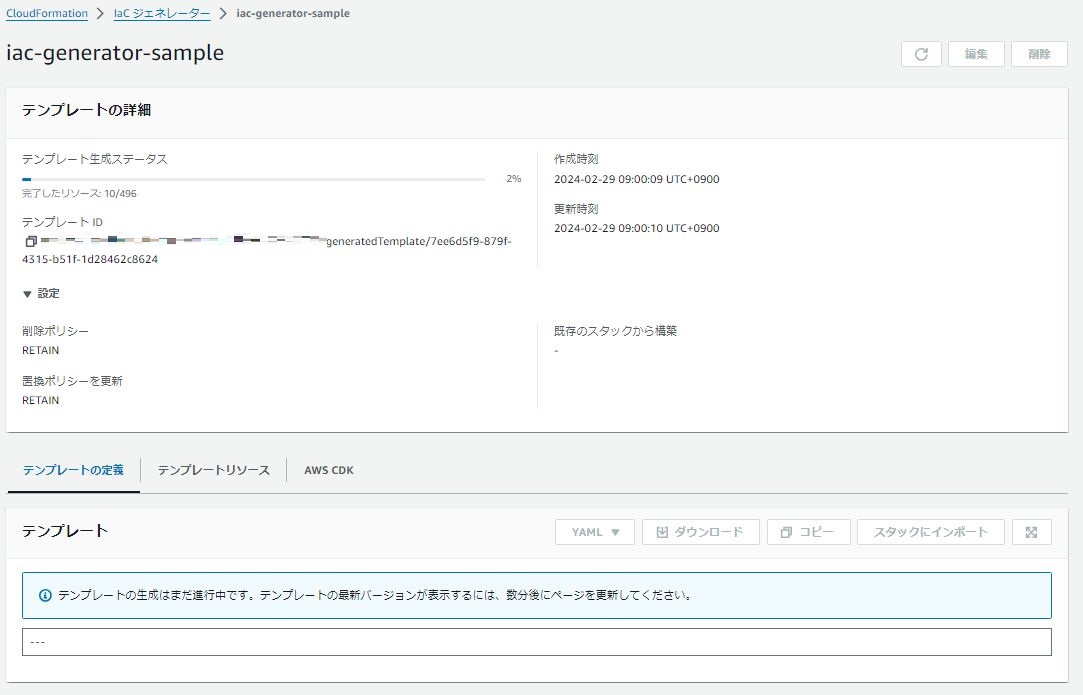 CloudFormation > IaC ジェネレーター > iac-generator-sample
iac-generator-sample
編集 削除
テンプレートの詳細
テンプレート生成ステータス
2%
完了したリソース: 10/496
テンプレート ID
generatedTemplate/7ee6d5f9-879f-
4315-b51f-1d28462c8624
作成時刻
2024-02-29 09:00:09 UTC+0900
更新時刻
2024-02-29 09:00:10 UTC+0900
▼ 設定
削除ポリシー
RETAIN
置換ポリシーを更新
RETAIN
既存のスタックから構築
-
テンプレートの定義 テンプレートリソース AWS CDK
テンプレート
YAML ▼ ダウンロード コピー スタックにインポート
テンプレートの生成はまだ進行中です。テンプレートの最新バージョンが表示するには、数分後にページを更新してください。
---